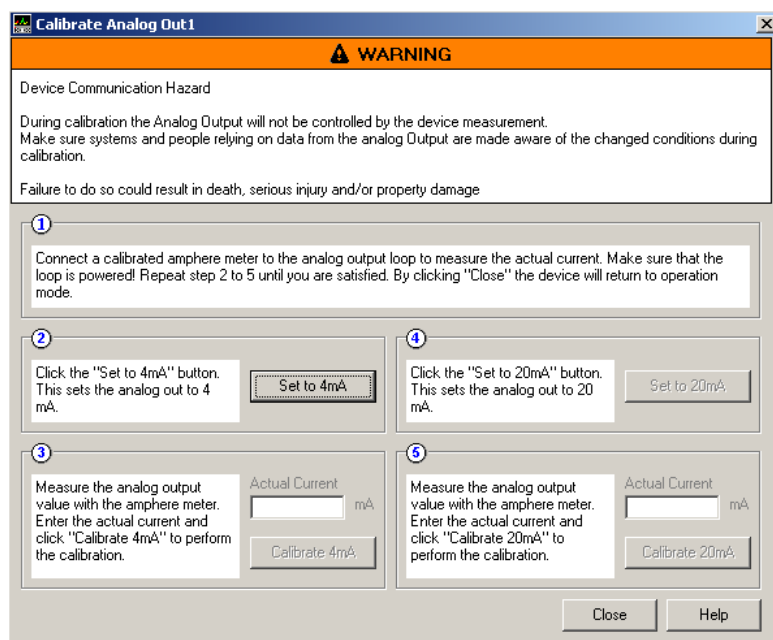 Calibrate Analog Out1
WARNING
Device Communication Hazard
During calibration the Analog Output will not be controlled by the device measurement.
Make sure systems and people relying on data from the analog Output are made aware of the changed conditions during
calibration.
Failure to do so could result in death, serious injury and/or property damage
1
Connect a calibrated amphere meter to the analog output loop to measure the actual current. Make sure that the
loop is powered! Repeat step 2 to 5 until you are satisfied. By clicking "Close" the device will return to operation
mode.
2
Click the "Set to 4mA" button.
This sets the analog out to 4
mA.
Set to 4mA
4
Click the "Set to 20mA" button.
This sets the analog out to 20
mA.
Set to 20mA
3
Measure the analog output
value with the amphere meter.
Enter the actual current and
click "Calibrate 4mA" to perform
the calibration.
Actual Current
mA
Calibrate 4mA
5
Measure the analog output
value with the amphere meter.
Enter the actual current and
click "Calibrate 20mA" to
perform the calibration.
Actual Current
mA
Calibrate 20mA
Close
Help